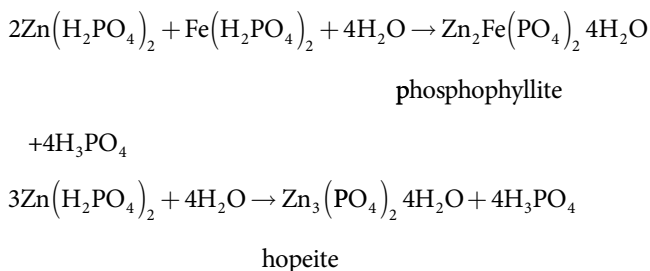 2Zn(H₂PO₄)₂ + Fe(H₂PO₄)₂ + 4H₂O → Zn₂Fe(PO₄)₂ 4H₂O
phosphophyllite
+4H₃PO₄
3Zn(H₂PO₄)₂ + 4H₂O → Zn₃(PO₄)₂ 4H₂O + 4H₃PO₄
hopeite